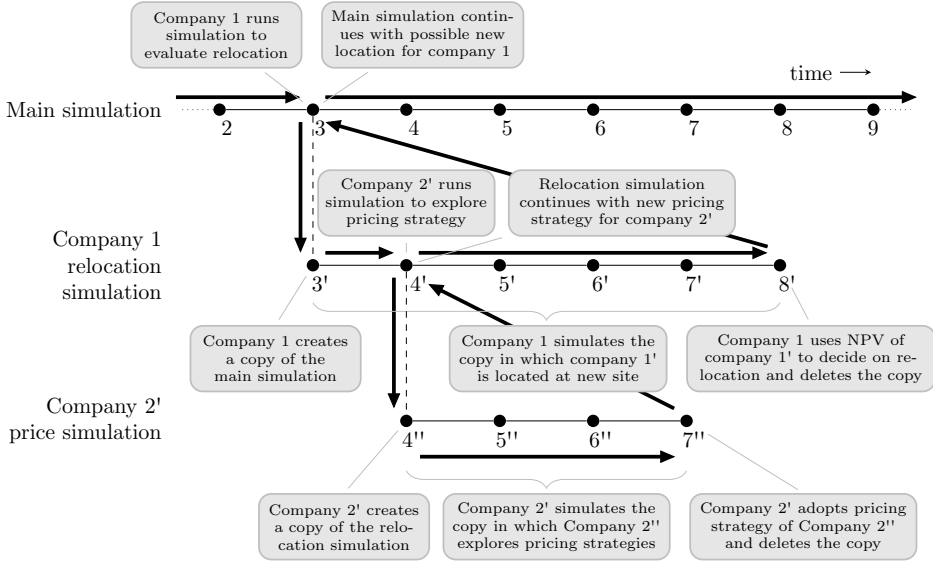 Company 1 runs
simulation to
evaluate relocation
Main simulation contin-
ues with possible new
location for company 1
time →
Main simulation
2
3
4
5
6
7
8
9
Company 2' runs
simulation to explore
pricing strategy
Relocation simulation
continues with new pricing
strategy for company 2'
Company 1
relocation
simulation
3'
4'
5'
6'
7'
8'
Company 1 creates
a copy of the
main simulation
Company 1 simulates the
copy in which company 1'
is located at new site
Company 1 uses NPV of
company 1' to decide on re-
location and deletes the copy
Company 2'
price simulation
4''
5''
6''
7''
Company 2' creates
a copy of the relo-
cation simulation
Company 2' simulates the
copy in which Company 2''
explores pricing strategies
Company 2' adopts pricing
strategy of Company 2''
and deletes the copy